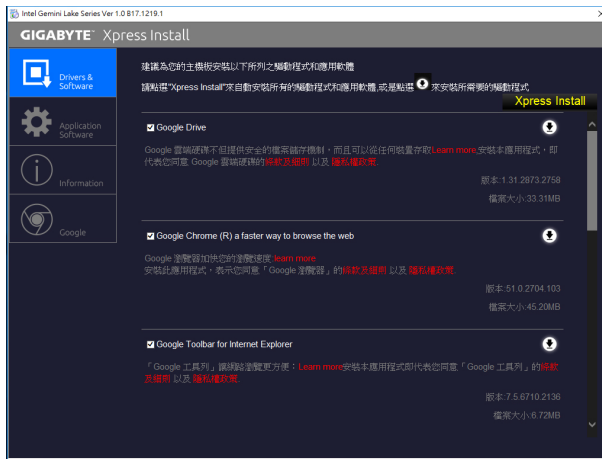 Intel Gemini Lake Series Ver 1.0 B17.1219.1
GIGABYTE™ Xpress Install
Drivers &
Software
Application
Software
Information
Google
建議為您的主機板安裝以下所列之驅動程式和應用軟體
請點選"Xpress Install"來自動安裝所有的驅動程式和應用軟體,或是點選 來安裝所需要的驅動程式
Xpress Install
Google Drive
Google 雲端硬碟不但提供安全的檔案儲存機制，而且可以從任何裝置存取Learn more,安裝本應用程式，即
代表您同意 Google 雲端硬碟的條款及細則 以及 隱私權政策.
版本:1.31.2873.2758
檔案大小:33.31MB
Google Chrome (R) a faster way to browse the web
Google 瀏覽器加快您的瀏覽速度:learn more
安裝此應用程式，表示您同意「Google 瀏覽器」的條款及細則 以及 隱私權政策.
版本:51.0.2704.103
檔案大小:45.20MB
Google Toolbar for Internet Explorer
「Google 工具列」讓網路瀏覽更方便：Learn more安裝本應用程式即代表您同意「Google 工具列」的條款
及細則 以及 隱私權政策.
版本:7.5.6710.2136
檔案大小:6.72MB